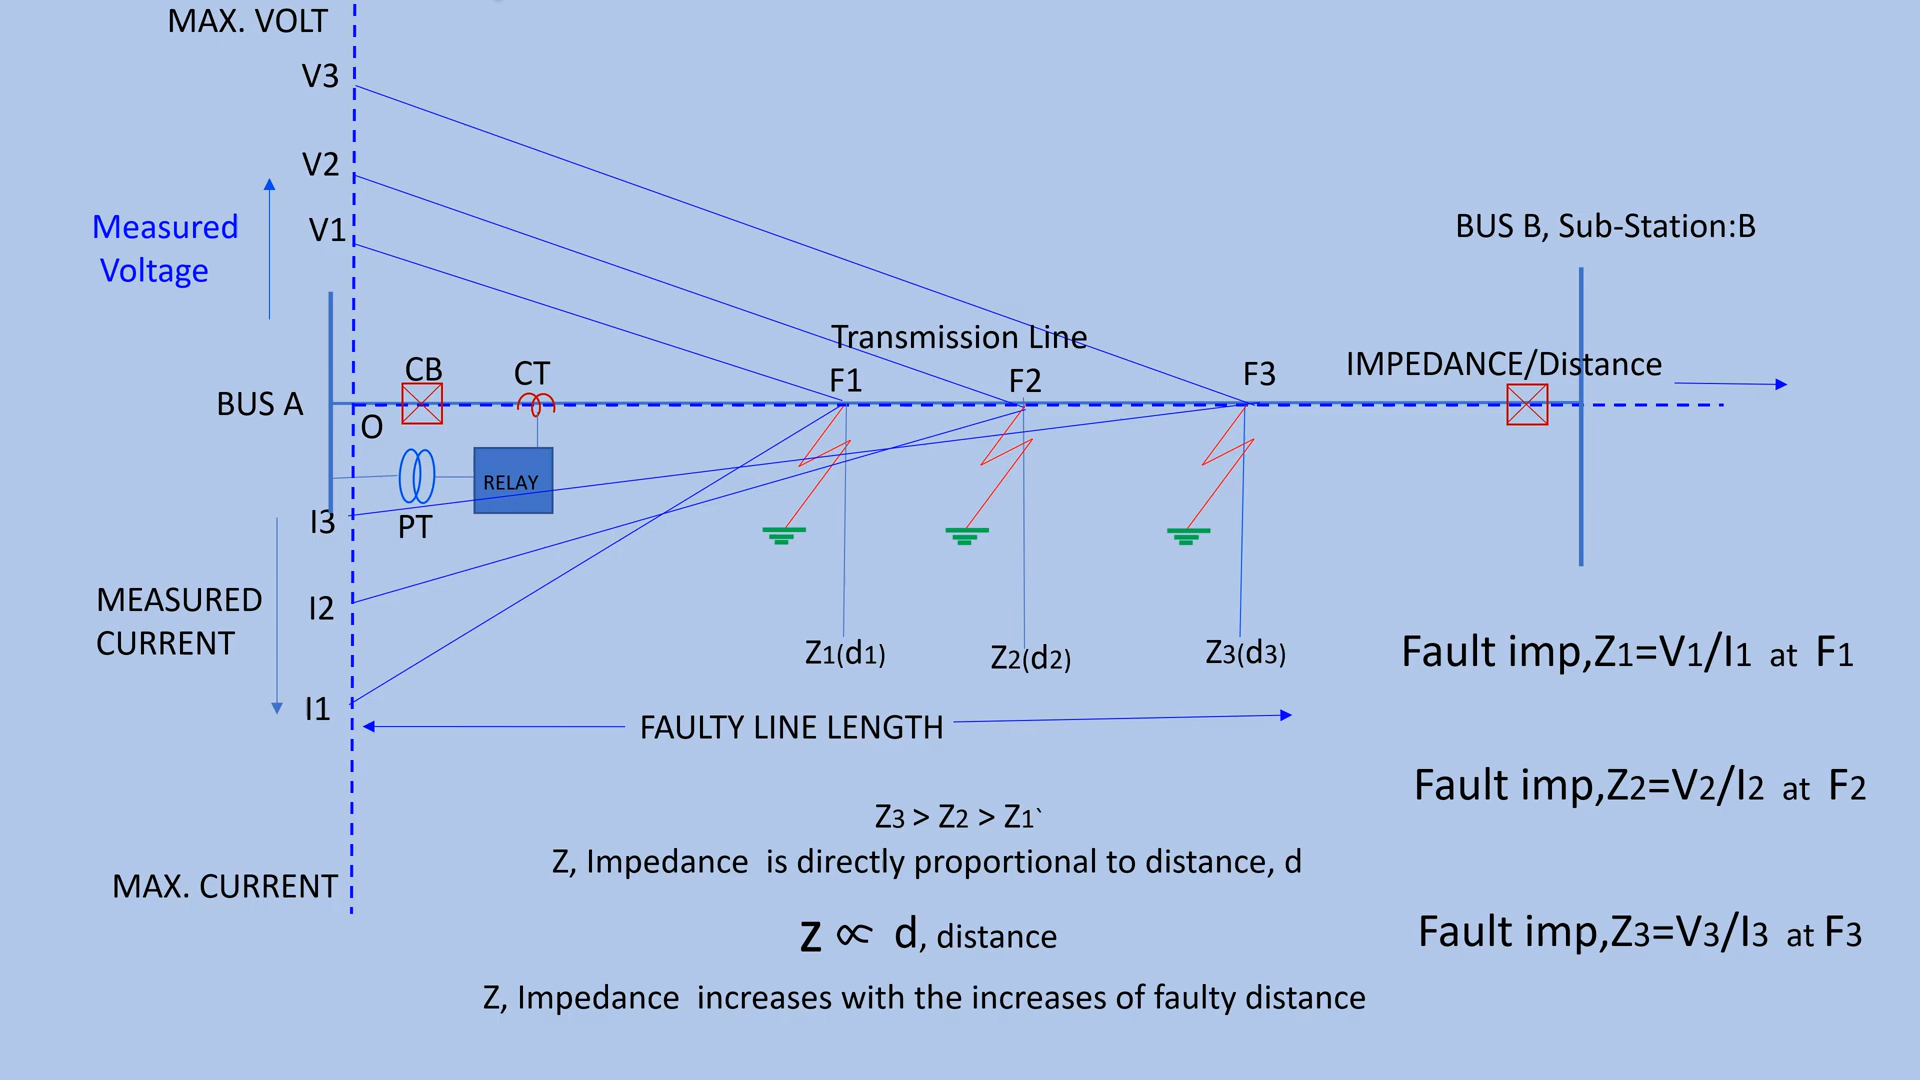 MAX. VOLT
V3
V2
V1
Measured
Voltage
BUS B, Sub-Station:B
Transmission Line
CB
CT
F1
F2
F3
IMPEDANCE/Distance
BUS A
O
RELAY
I3
PT
I2
MEASURED
CURRENT
I1
Z1(d1)
Z2(d2)
Z3(d3)
Fault imp,Z1=V1/I1 at F1
FAULTY LINE LENGTH
Fault imp,Z2=V2/I2 at F2
Z3 > Z2 > Z1`
Z, Impedance is directly proportional to distance, d
MAX. CURRENT
Z ∝ d, distance
Fault imp,Z3=V3/I3 at F3
Z, Impedance increases with the increases of faulty distance